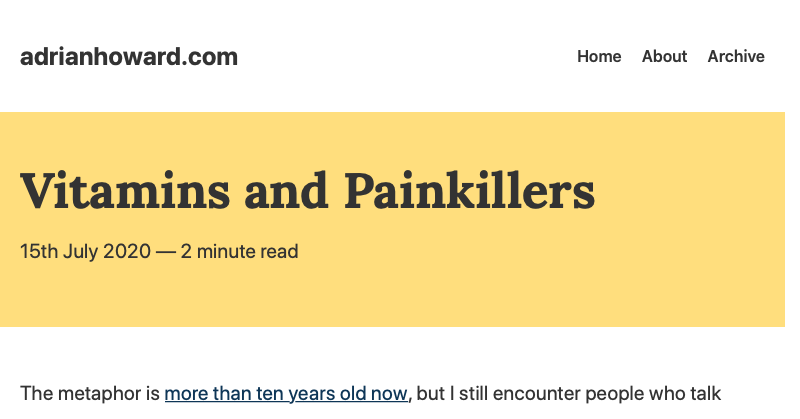 adrianhoward.com
Home About Archive
Vitamins and Painkillers
15th July 2020 — 2 minute read
The metaphor is more than ten years old now, but I still encounter people who talk